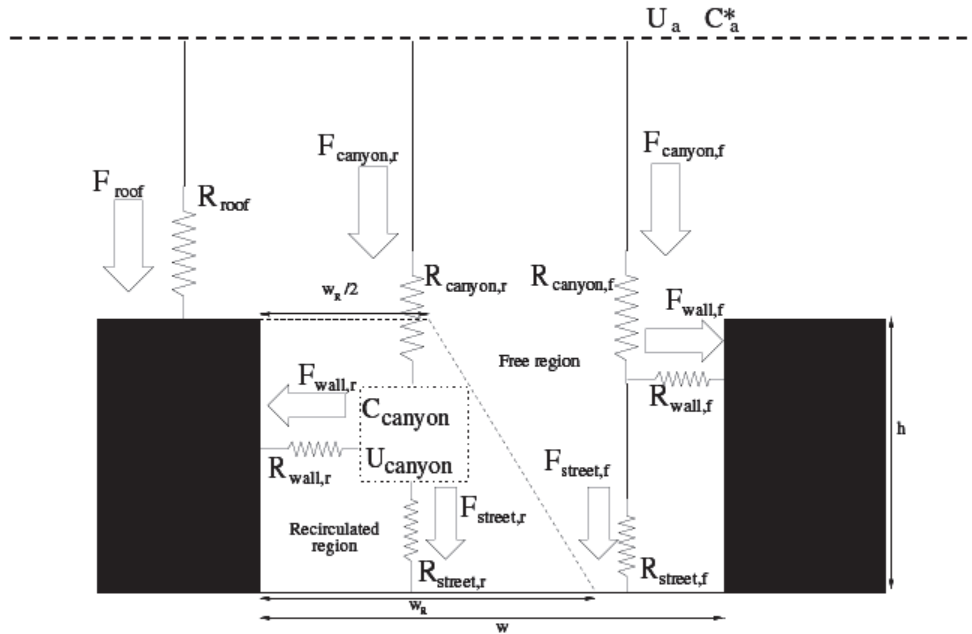 U_a C*_a
F_canyon,r
F_canyon,f
F_roof
R_roof
R_canyon,r
R_canyon,f
w_R/2
F_wall,f
Free region
F_wall,r
C_canyon
R_wall,f
h
U_canyon
R_wall,r
F_street,f
F_street,r
Recirculated
region
R_street,r
R_street,f
w_R
w